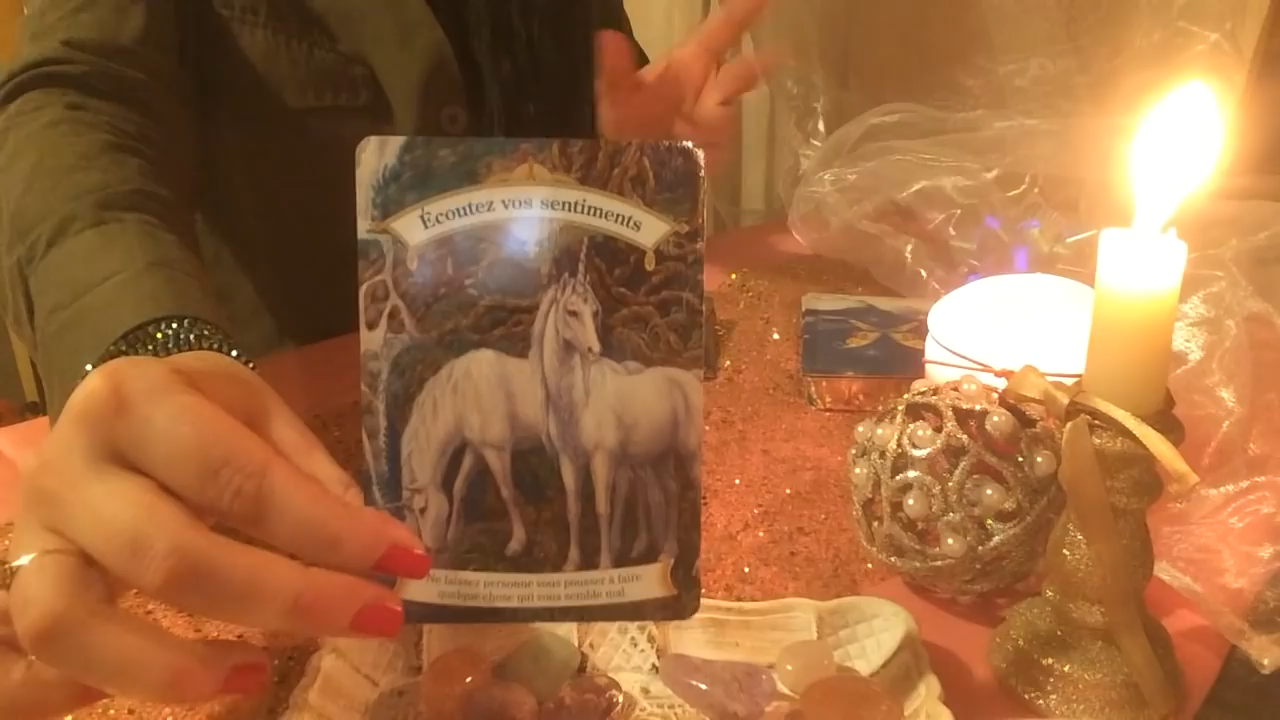 Écoutez vos sentiments
Ne laissez personne vous pousser à faire
quelque chose qui vous semble mal.